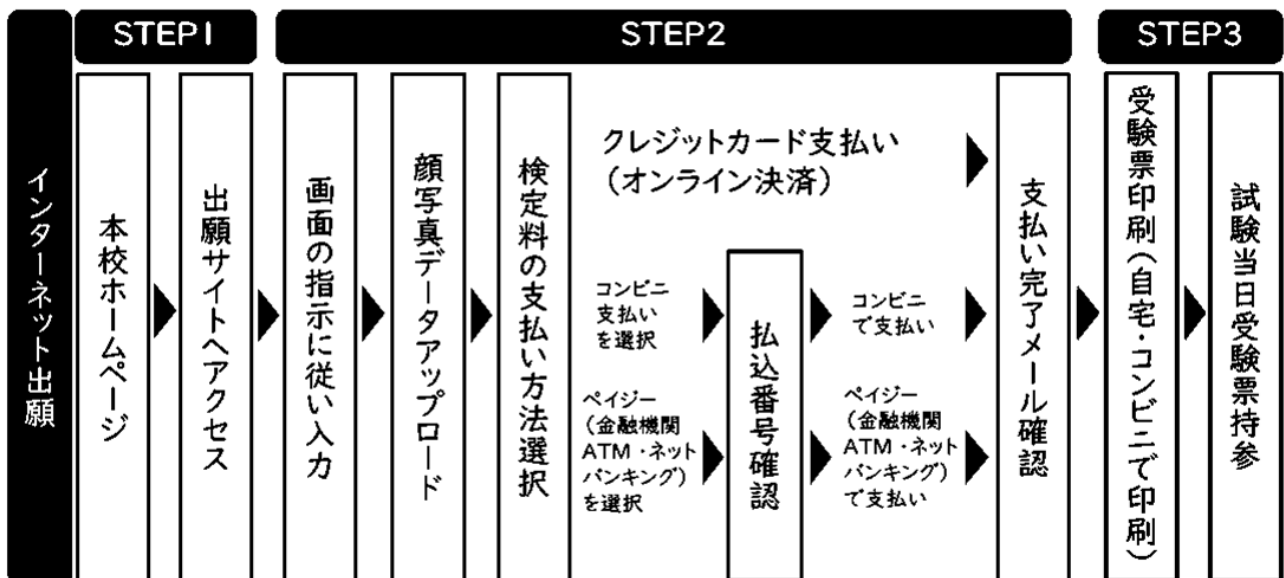 インターネット出願
STEP1
本校ホームページ
出願サイトへアクセス
STEP2
画面の指示に従い入力
顔写真データアップロード
検定料の支払い方法選択
クレジットカード支払い
（オンライン決済）
コンビニ
支払い
を選択
ペイジー
（金融機関
ATM・ネット
バンキング）
を選択
払込番号確認
コンビニ
で支払い
ペイジー
（金融機関
ATM・ネット
バンキング）
で支払い
支払い完了メール確認
STEP3
受験票印刷（自宅・コンビニで印刷）
試験当日受験票持参